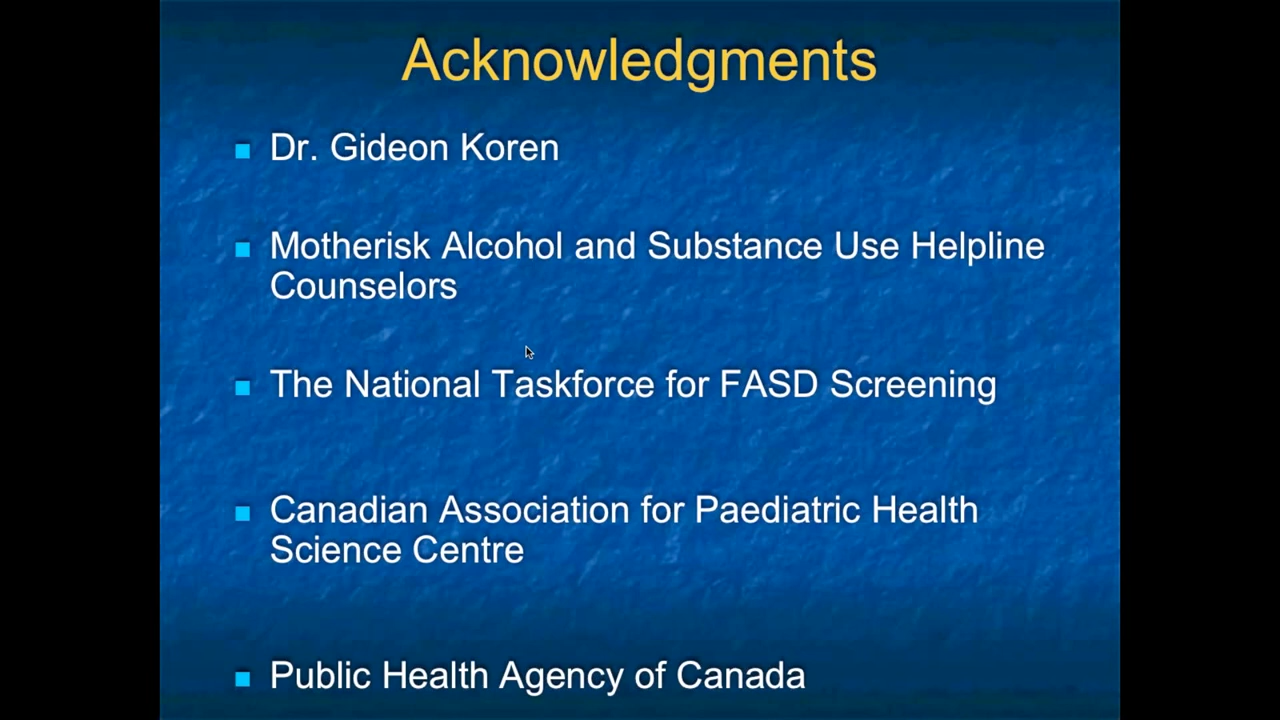 Acknowledgments
Dr. Gideon Koren
Motherisk Alcohol and Substance Use Helpline
Counselors
The National Taskforce for FASD Screening
Canadian Association for Paediatric Health
Science Centre
Public Health Agency of Canada